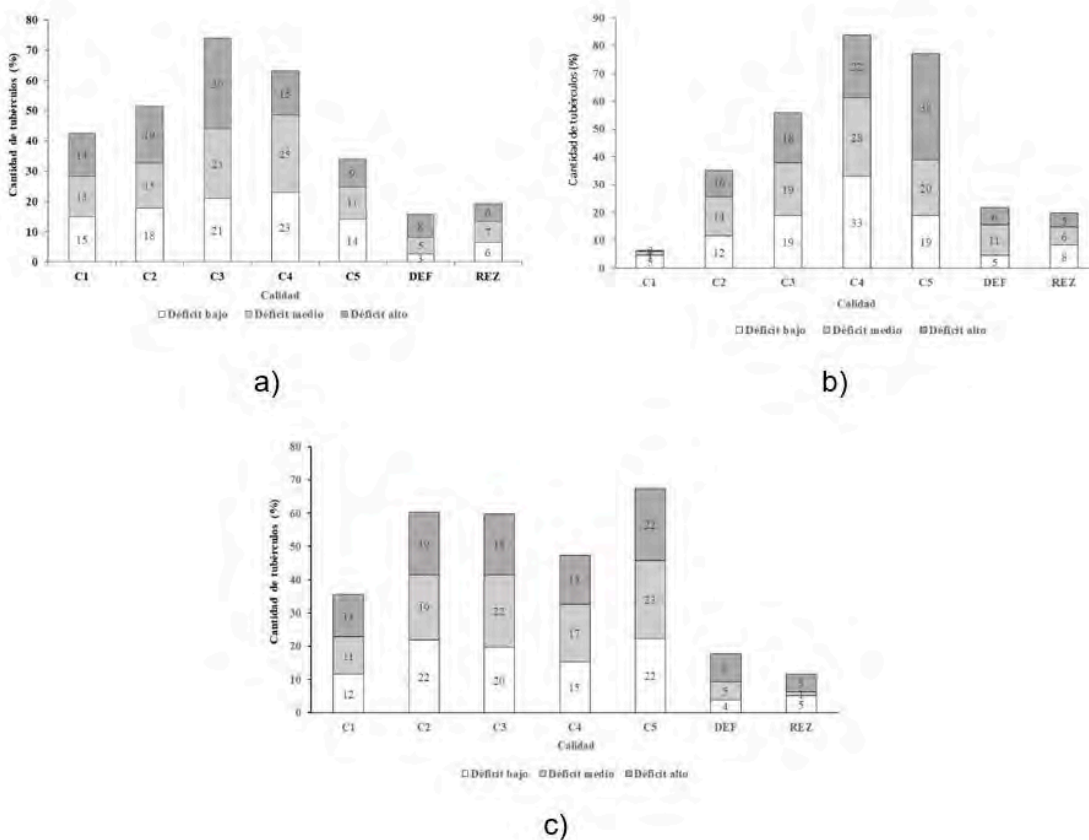 80
70
60
50
40
30
20
10
0
Cantidad de tubérculos (%)
14 19 30 15 9 8 6
13 15 23 25 11 5 7
15 18 21 23 14 3 6
C1 C2 C3 C4 C5 DEF REZ
Calidad
Déficit bajo Déficit medio Déficit alto
a)
90
80
70
60
50
40
30
20
10
0
Cantidad de tubérculos (%)
10 18 22 38 6 5
14 19 28 20 11 6
12 19 33 19 5 8
C1 C2 C3 C4 C5 DEF REZ
Calidad
Déficit bajo Déficit medio Déficit alto
b)
80
70
60
50
40
30
20
10
0
Cantidad de tubérculos (%)
19 18 15 22 8 5
11 19 22 17 23 5
12 22 20 15 22 4 5
C1 C2 C3 C4 C5 DEF REZ
Calidad
Déficit bajo Déficit medio Déficit alto
c)